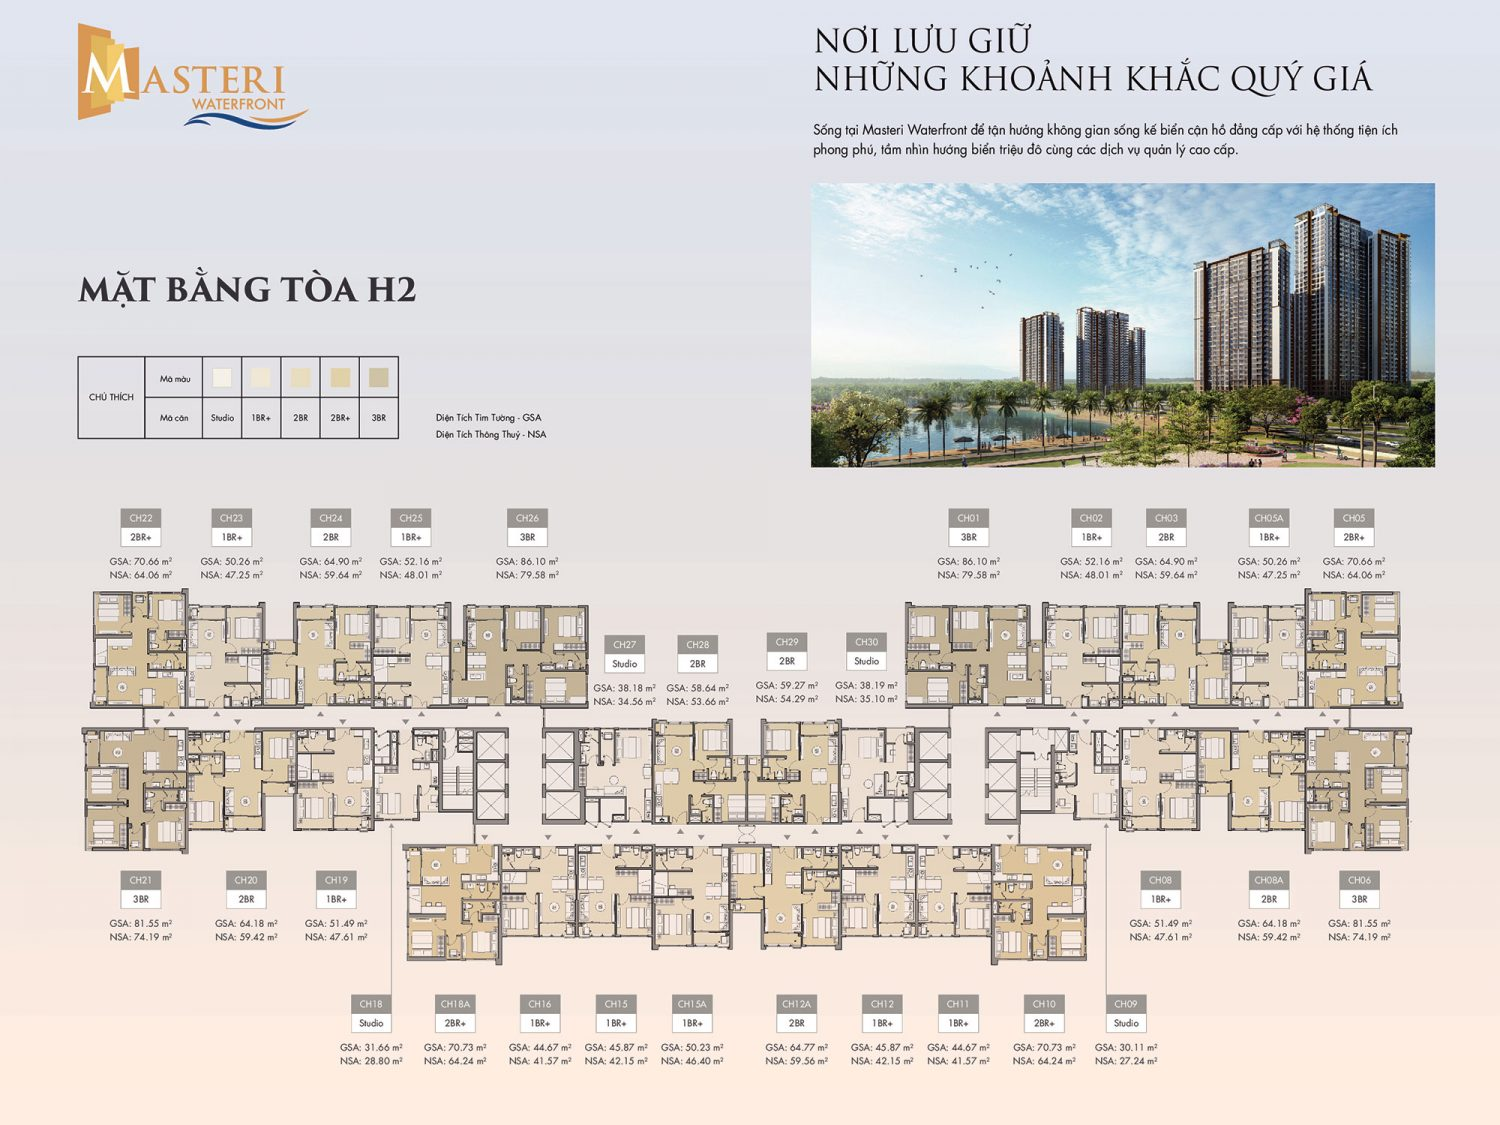 MASTERI
WATERFRONT
NƠI LƯU GIỮ
NHỮNG KHOẢNH KHẮC QUÝ GIÁ
Sống tại Masteri Waterfront để tận hưởng không gian sống kế biển cận hồ đẳng cấp với hệ thống tiện ích
phong phú, tầm nhìn hướng biển triệu đô cùng các dịch vụ quản lý cao cấp.
MẶT BẰNG TÒA H2
CHÚ THÍCH
Mã màu
Mã căn Studio 1BR+ 2BR 2BR+ 3BR
Diện Tích Tim Tường - GSA
Diện Tích Thông Thuỷ - NSA
CH22
2BR+
GSA: 70.66 m²
NSA: 64.06 m²
CH23
1BR+
GSA: 50.26 m²
NSA: 47.25 m²
CH24
2BR
GSA: 64.90 m²
NSA: 59.64 m²
CH25
1BR+
GSA: 52.16 m²
NSA: 48.01 m²
CH26
3BR
GSA: 86.10 m²
NSA: 79.58 m²
CH01
3BR
GSA: 86.10 m²
NSA: 79.58 m²
CH02
1BR+
GSA: 52.16 m²
NSA: 48.01 m²
CH03
2BR
GSA: 64.90 m²
NSA: 59.64 m²
CH05A
1BR+
GSA: 50.26 m²
NSA: 47.25 m²
CH05
2BR+
GSA: 70.66 m²
NSA: 64.06 m²
CH27
Studio
GSA: 38.18 m²
NSA: 34.56 m²
CH28
2BR
GSA: 58.64 m²
NSA: 53.66 m²
CH29
2BR
GSA: 59.27 m²
NSA: 54.29 m²
CH30
Studio
GSA: 38.19 m²
NSA: 35.10 m²
CH21
3BR
GSA: 81.55 m²
NSA: 74.19 m²
CH20
2BR
GSA: 64.18 m²
NSA: 59.42 m²
CH19
1BR+
GSA: 51.49 m²
NSA: 47.61 m²
CH08
1BR+
GSA: 51.49 m²
NSA: 47.61 m²
CH08A
2BR
GSA: 64.18 m²
NSA: 59.42 m²
CH06
3BR
GSA: 81.55 m²
NSA: 74.19 m²
CH18
Studio
GSA: 31.66 m²
NSA: 28.80 m²
CH18A
2BR+
GSA: 70.73 m²
NSA: 64.24 m²
CH16
1BR+
GSA: 44.67 m²
NSA: 41.57 m²
CH15
1BR+
GSA: 45.87 m²
NSA: 42.15 m²
CH15A
1BR+
GSA: 50.23 m²
NSA: 46.40 m²
CH12A
2BR
GSA: 64.77 m²
NSA: 59.56 m²
CH12
1BR+
GSA: 45.87 m²
NSA: 42.15 m²
CH11
1BR+
GSA: 44.67 m²
NSA: 41.57 m²
CH10
2BR+
GSA: 70.73 m²
NSA: 64.24 m²
CH09
Studio
GSA: 30.11 m²
NSA: 27.24 m²